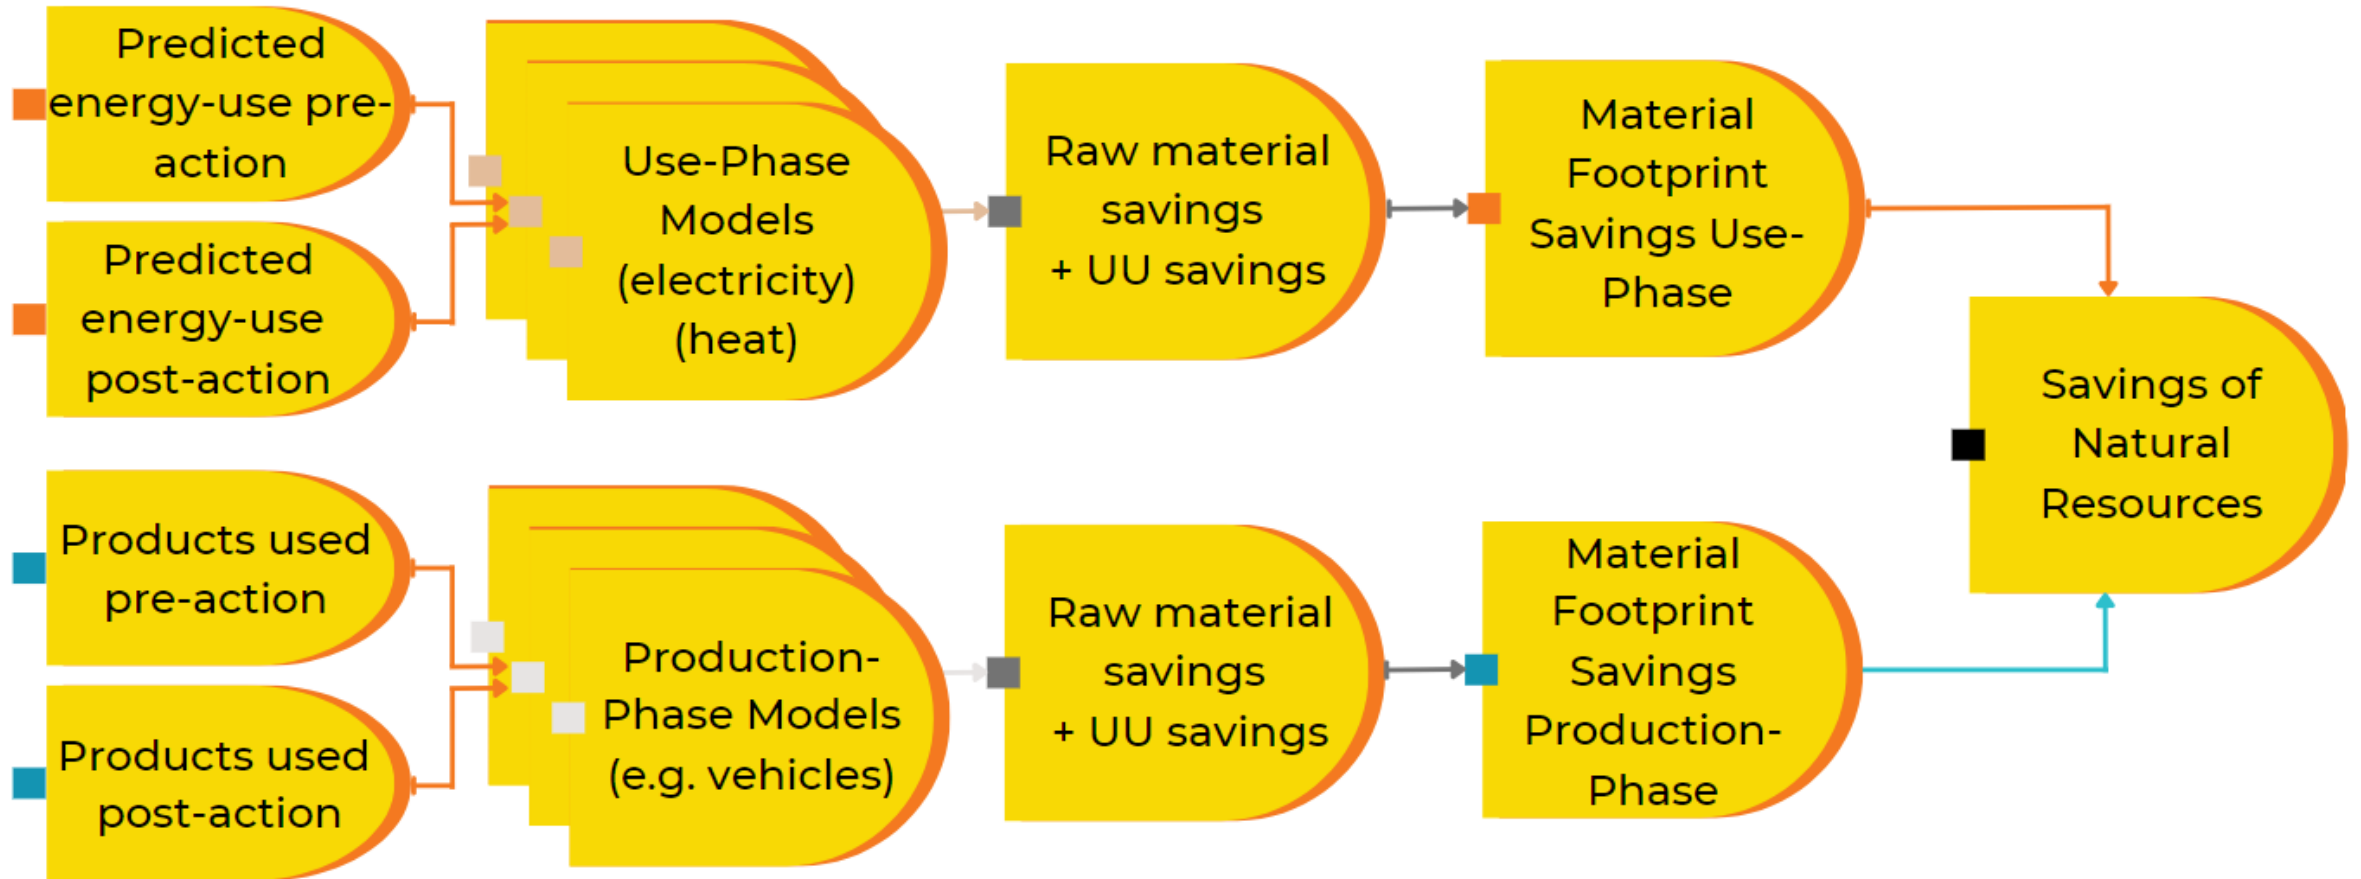 Predicted
energy-use pre-
action
Predicted
energy-use
post-action
Use-Phase
Models
(electricity)
(heat)
Raw material
savings
+ UU savings
Material
Footprint
Savings Use-
Phase
Savings of
Natural
Resources
Products used
pre-action
Products used
post-action
Production-
Phase Models
(e.g. vehicles)
Raw material
savings
+ UU savings
Material
Footprint
Savings
Production-
Phase